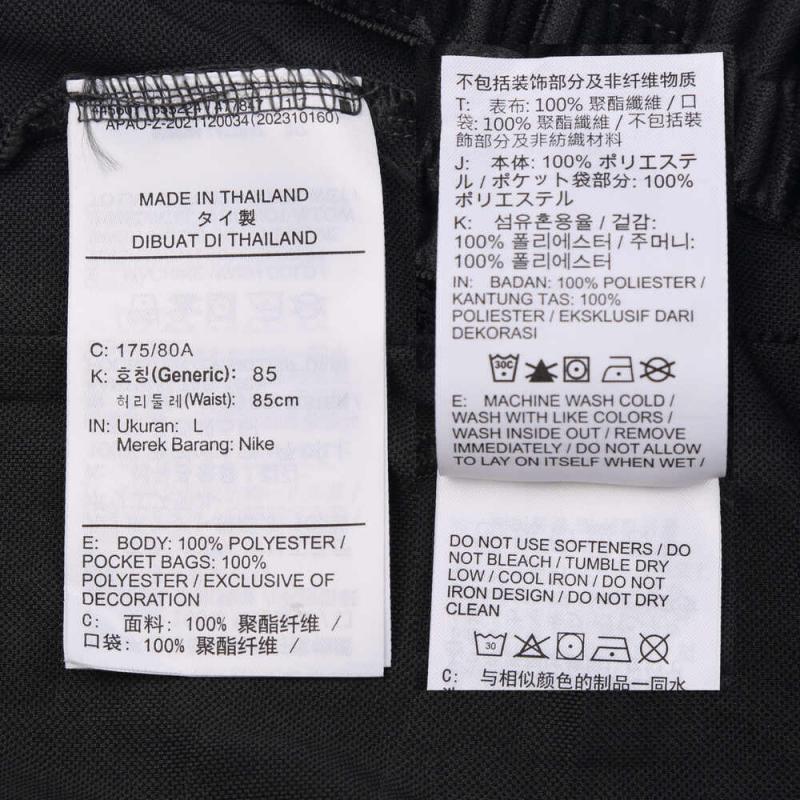 APAO-Z-2021120034(202310160)
MADE IN THAILAND
タイ製
DIBUAT DI THAILAND
C: 175/80A
K: 호칭(Generic): 85
허리둘레(Waist): 85cm
IN: Ukuran: L
Merek Barang: Nike
E: BODY: 100% POLYESTER /
POCKET BAGS: 100%
POLYESTER / EXCLUSIVE OF
DECORATION
C: 面料: 100% 聚酯纤维 /
口袋: 100% 聚酯纤维 /
不包括装饰部分及非纤维物质
T: 表布: 100% 聚酯纖維 / 口
袋: 100% 聚酯纖維 / 不包括裝
飾部分及非紡織材料
J: 本体: 100% ポリエステ
ル / ポケット袋部分: 100%
ポリエステル
K: 섬유혼용율 / 겉감:
100% 폴리에스터 / 주머니:
100% 폴리에스터
IN: BADAN: 100% POLIESTER /
KANTUNG TAS: 100%
POLIESTER / EKSKLUSIF DARI
DEKORASI
30C
E: MACHINE WASH COLD /
WASH WITH LIKE COLORS /
WASH INSIDE OUT / REMOVE
IMMEDIATELY / DO NOT ALLOW
TO LAY ON ITSELF WHEN WET /
DO NOT USE SOFTENERS / DO
NOT BLEACH / TUMBLE DRY
LOW / COOL IRON / DO NOT
IRON DESIGN / DO NOT DRY
CLEAN
30
C: 与相似颜色的制品一同水